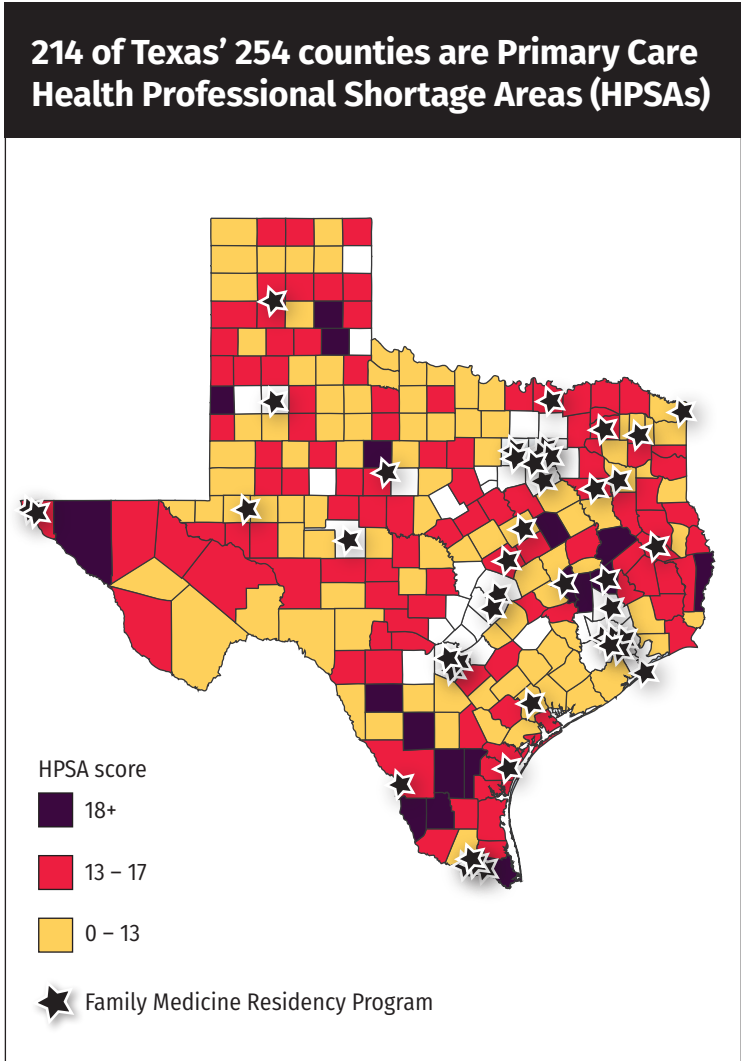 214 of Texas’ 254 counties are Primary Care
Health Professional Shortage Areas (HPSAs)
HPSA score
18+
13 – 17
0 – 13
Family Medicine Residency Program